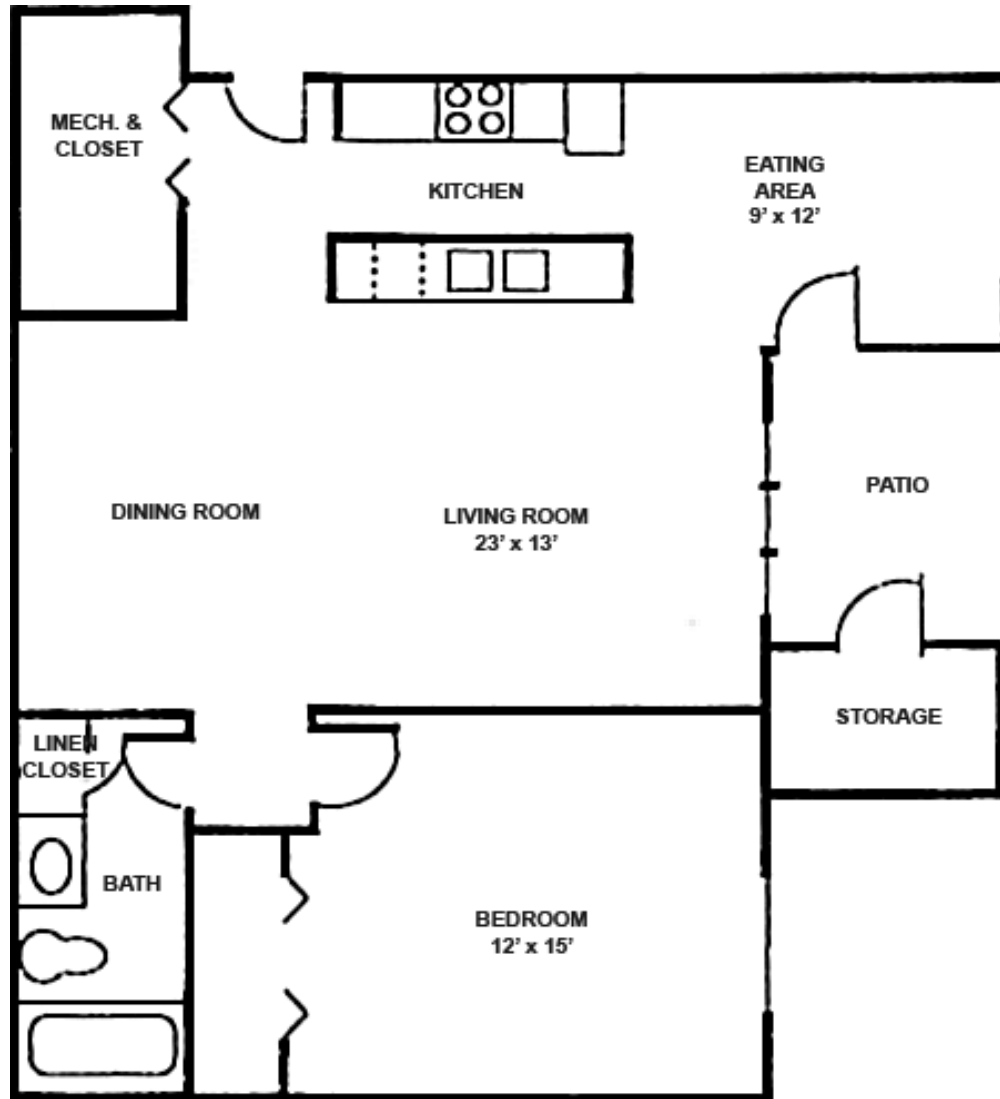 MECH. &
CLOSET
KITCHEN
EATING
AREA
9’ x 12’
DINING ROOM
LIVING ROOM
23’ x 13’
PATIO
STORAGE
LINEN
CLOSET
BATH
BEDROOM
12’ x 15’